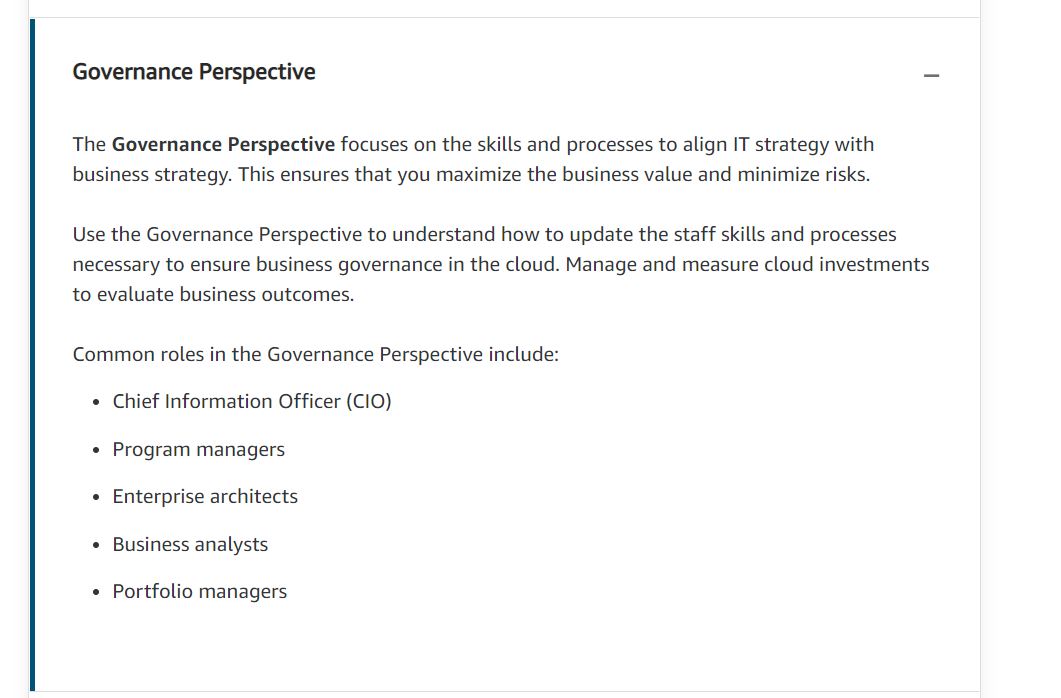 Governance Perspective
The Governance Perspective focuses on the skills and processes to align IT strategy with
business strategy. This ensures that you maximize the business value and minimize risks.
Use the Governance Perspective to understand how to update the staff skills and processes
necessary to ensure business governance in the cloud. Manage and measure cloud investments
to evaluate business outcomes.
Common roles in the Governance Perspective include:
• Chief Information Officer (CIO)
• Program managers
• Enterprise architects
• Business analysts
• Portfolio managers